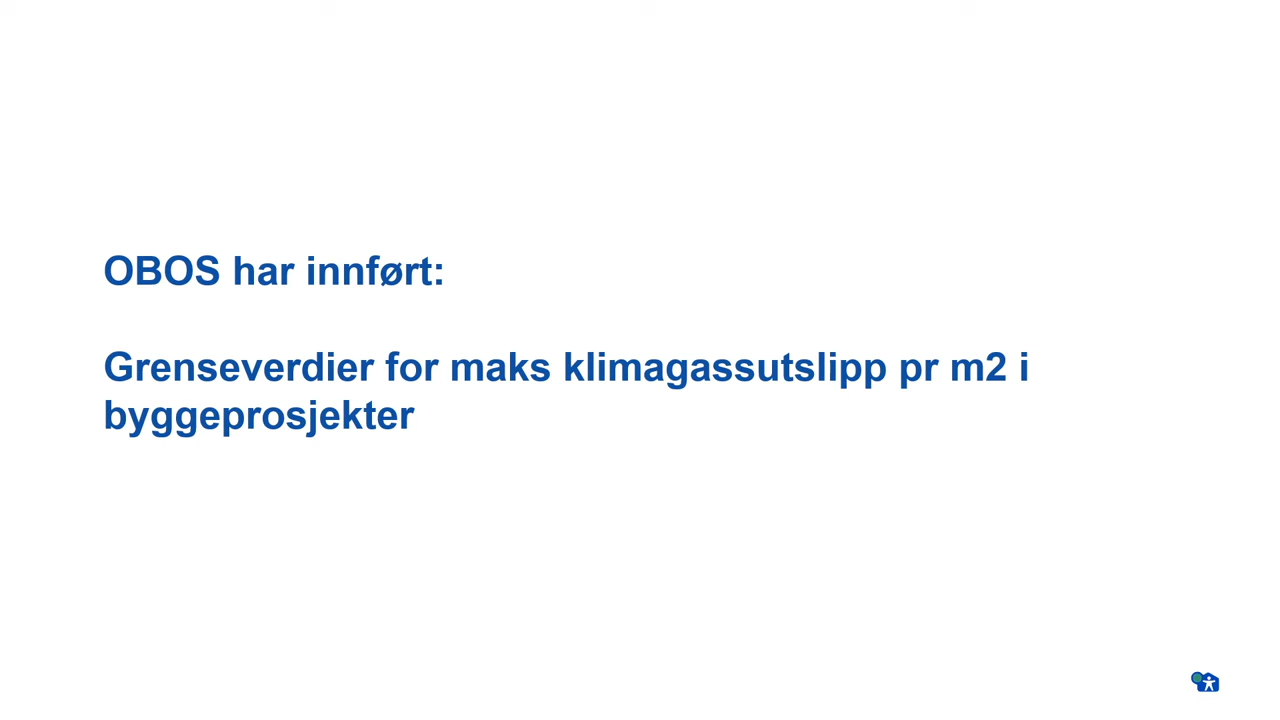 OBOS har innført:
Grenseverdier for maks klimagassutslipp pr m2 i
byggeprosjekter